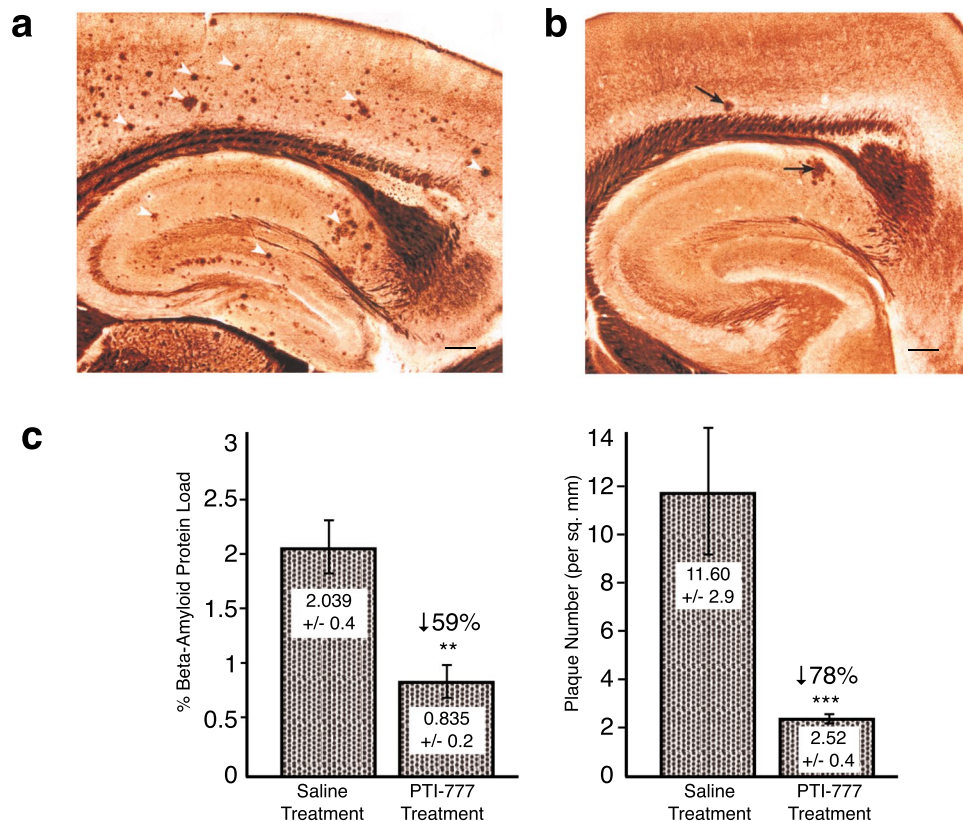 a
b
c
% Beta-Amyloid Protein Load
3
2.5
2
1.5
1
0.5
0
2.039
+/- 0.4
↓59%
**
0.835
+/- 0.2
Saline
Treatment
PTI-777
Treatment
Plaque Number (per sq. mm)
14
12
10
8
6
4
2
0
11.60
+/- 2.9
↓78%
***
2.52
+/- 0.4
Saline
Treatment
PTI-777
Treatment